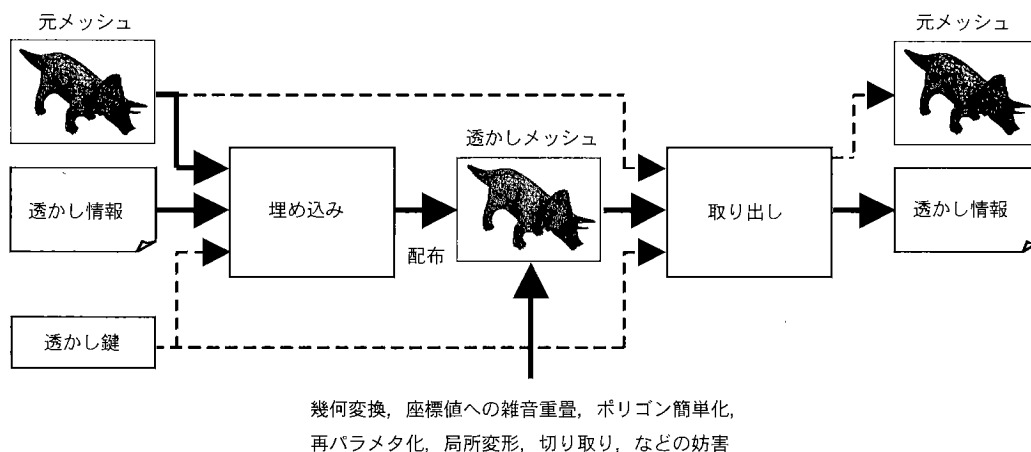 元メッシュ
元メッシュ
透かしメッシュ
透かし情報
埋め込み
取り出し
透かし情報
配布
透かし鍵
幾何変換，座標値への雑音重畳，ポリゴン簡単化，
再パラメタ化，局所変形，切り取り，などの妨害